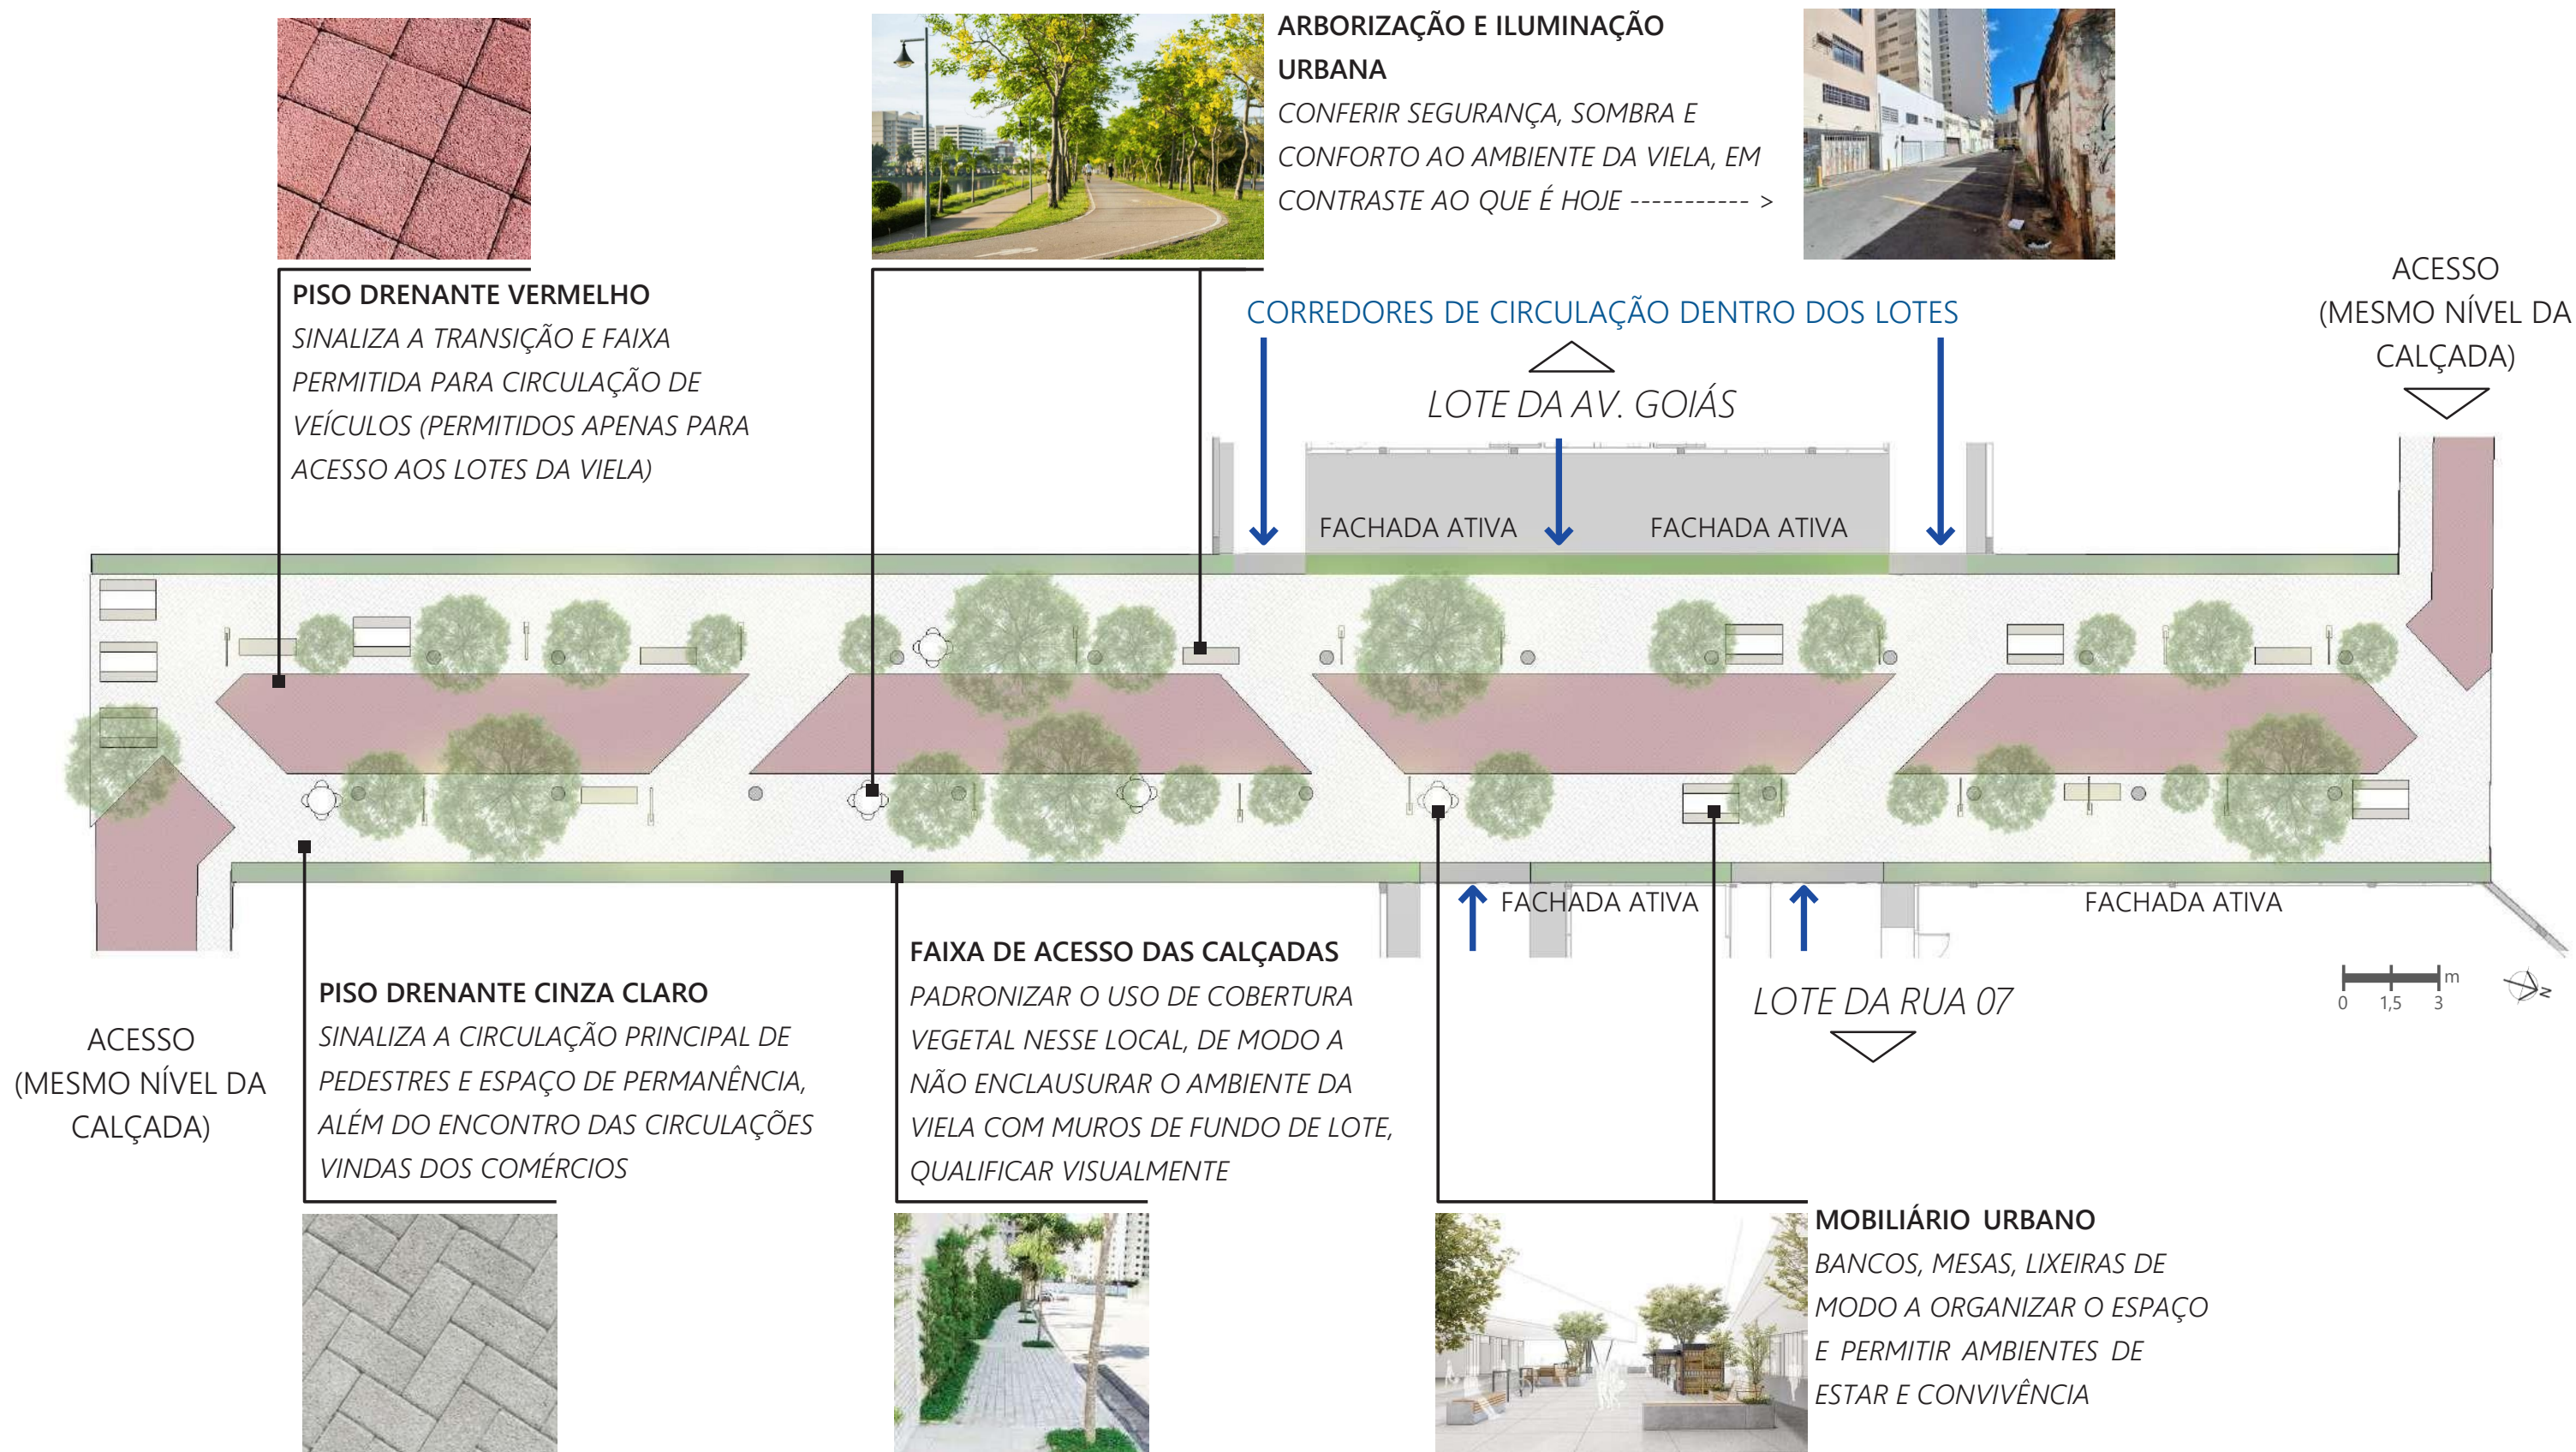 ARBORIZAÇÃO E ILUMINAÇÃO
URBANA
CONFERIR SEGURANÇA, SOMBRA E
CONFORTO AO AMBIENTE DA VIELA, EM
CONTRASTE AO QUE É HOJE ----------- >
PISO DRENANTE VERMELHO
SINALIZA A TRANSIÇÃO E FAIXA
PERMITIDA PARA CIRCULAÇÃO DE
VEÍCULOS (PERMITIDOS APENAS PARA
ACESSO AOS LOTES DA VIELA)
CORREDORES DE CIRCULAÇÃO DENTRO DOS LOTES
LOTE DA AV. GOIÁS
ACESSO
(MESMO NÍVEL DA
CALÇADA)
FACHADA ATIVA
FACHADA ATIVA
FACHADA ATIVA
FACHADA ATIVA
ACESSO
(MESMO NÍVEL DA
CALÇADA)
PISO DRENANTE CINZA CLARO
SINALIZA A CIRCULAÇÃO PRINCIPAL DE
PEDESTRES E ESPAÇO DE PERMANÊNCIA,
ALÉM DO ENCONTRO DAS CIRCULAÇÕES
VINDAS DOS COMÉRCIOS
FAIXA DE ACESSO DAS CALÇADAS
PADRONIZAR O USO DE COBERTURA
VEGETAL NESSE LOCAL, DE MODO A
NÃO ENCLAUSURAR O AMBIENTE DA
VIELA COM MUROS DE FUNDO DE LOTE,
QUALIFICAR VISUALMENTE
LOTE DA RUA 07
m
0 1,5 3
N
MOBILIÁRIO URBANO
BANCOS, MESAS, LIXEIRAS DE
MODO A ORGANIZAR O ESPAÇO
E PERMITIR AMBIENTES DE
ESTAR E CONVIVÊNCIA